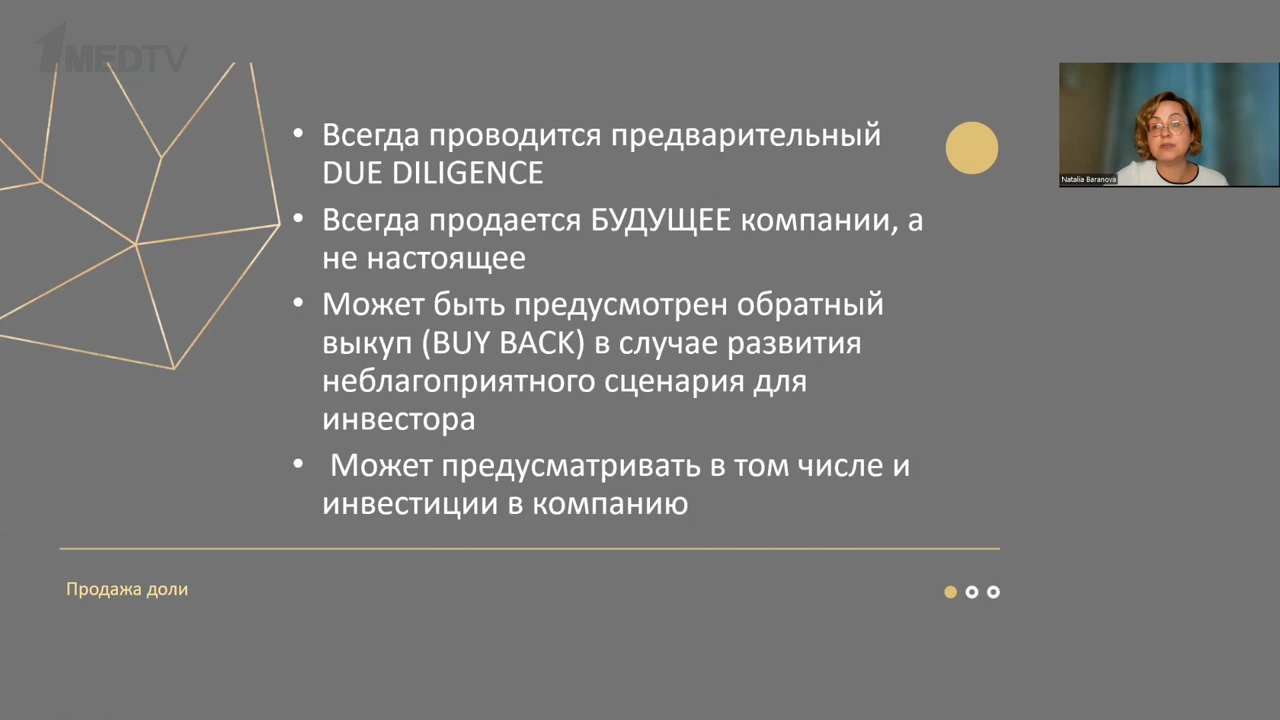 1MEDTV
• Всегда проводится предварительный
DUE DILIGENCE
• Всегда продается БУДУЩЕЕ компании, а
не настоящее
• Может быть предусмотрен обратный
выкуп (BUY BACK) в случае развития
неблагоприятного сценария для
инвестора
• Может предусматривать в том числе и
инвестиции в компанию
Natalia Baranova
Продажа доли